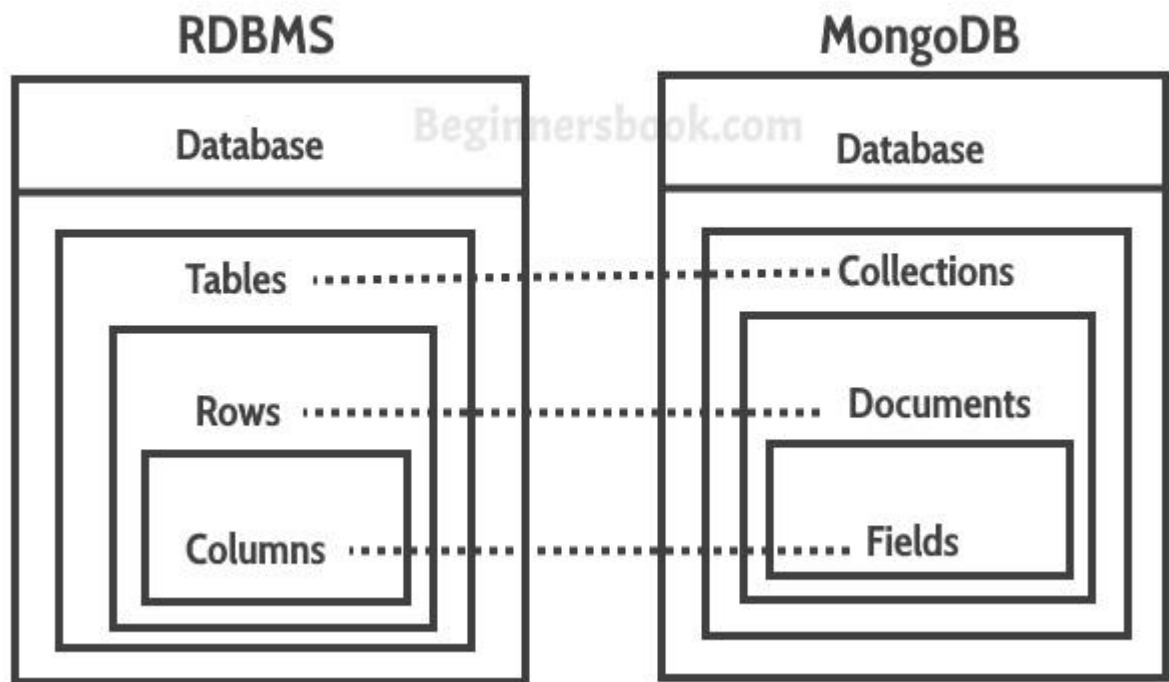 RDBMS
MongoDB
Beginnersbook.com
Database
Database
Tables
Collections
Rows
Documents
Columns
Fields